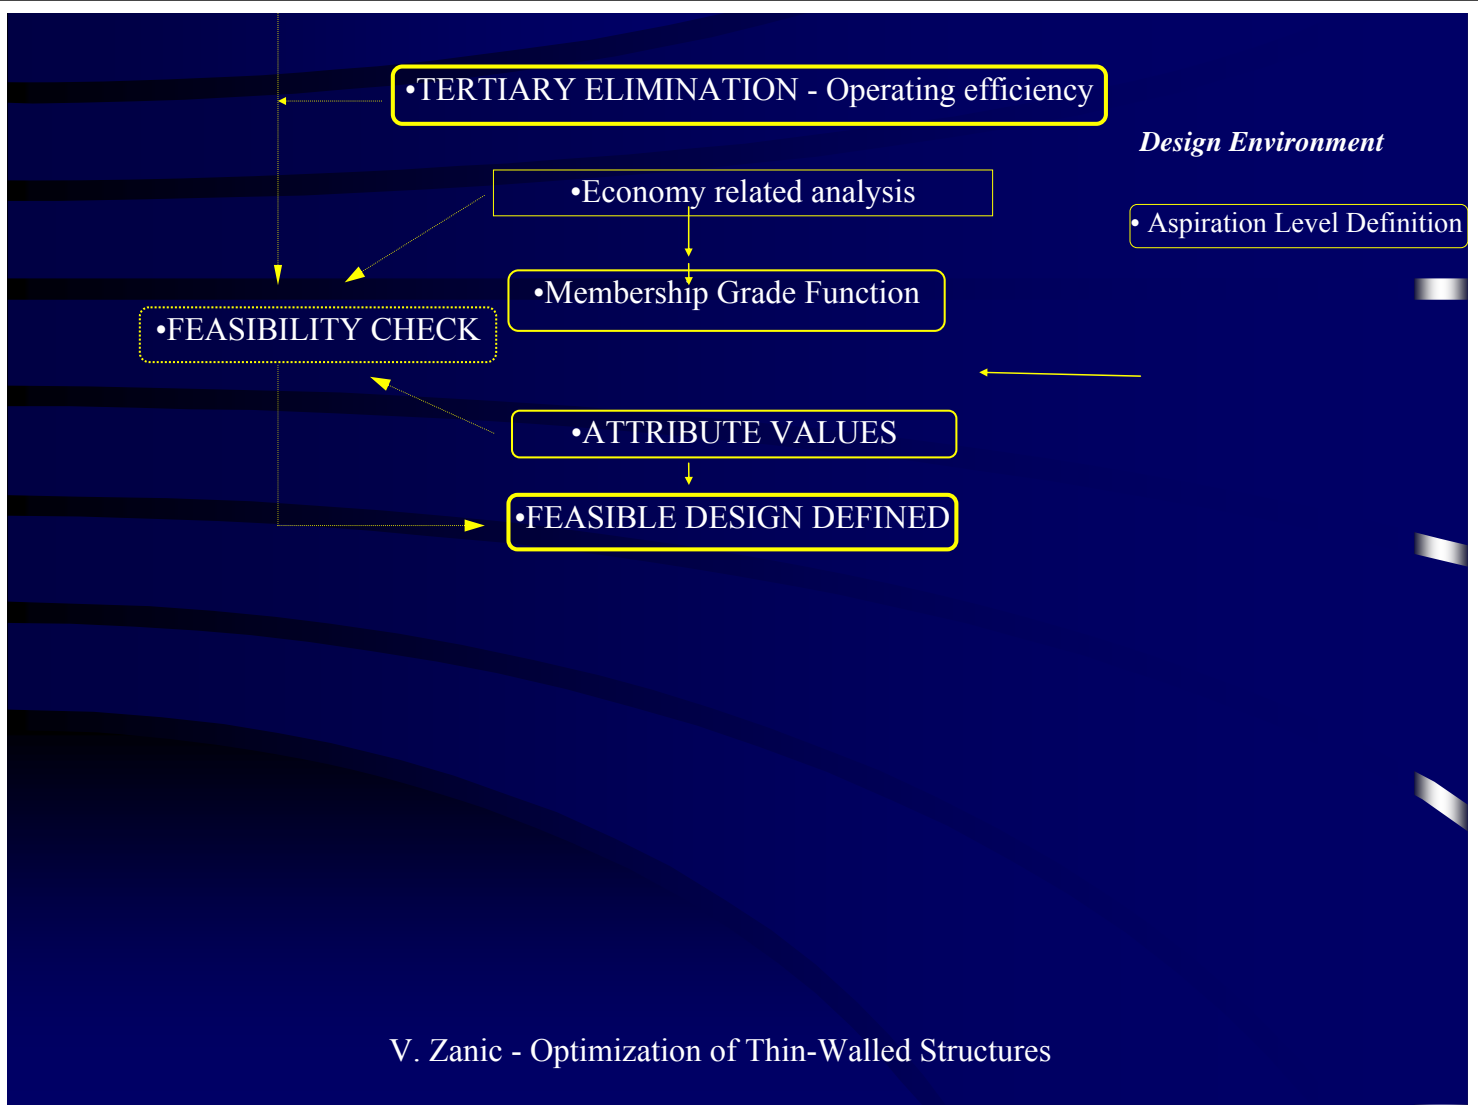 •TERTIARY ELIMINATION - Operating efficiency
Design Environment
•Economy related analysis
• Aspiration Level Definition
•Membership Grade Function
•FEASIBILITY CHECK
•ATTRIBUTE VALUES
•FEASIBLE DESIGN DEFINED
V. Zanic - Optimization of Thin-Walled Structures